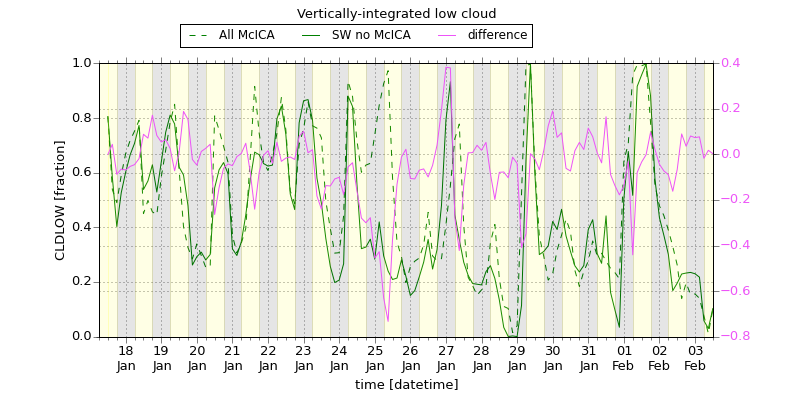 Vertically-integrated low cloud
All McICA SW no McICA difference
1.0 0.4
0.8 0.2
0.6 0.0
0.4 −0.2
0.2 −0.4
0.0 −0.6
−0.8
CLDLOW [fraction]
18 19 20 21 22 23 24 25 26 27 28 29 30 31 01 02 03
Jan Jan Jan Jan Jan Jan Jan Jan Jan Jan Jan Jan Jan Jan Feb Feb Feb
time [datetime]